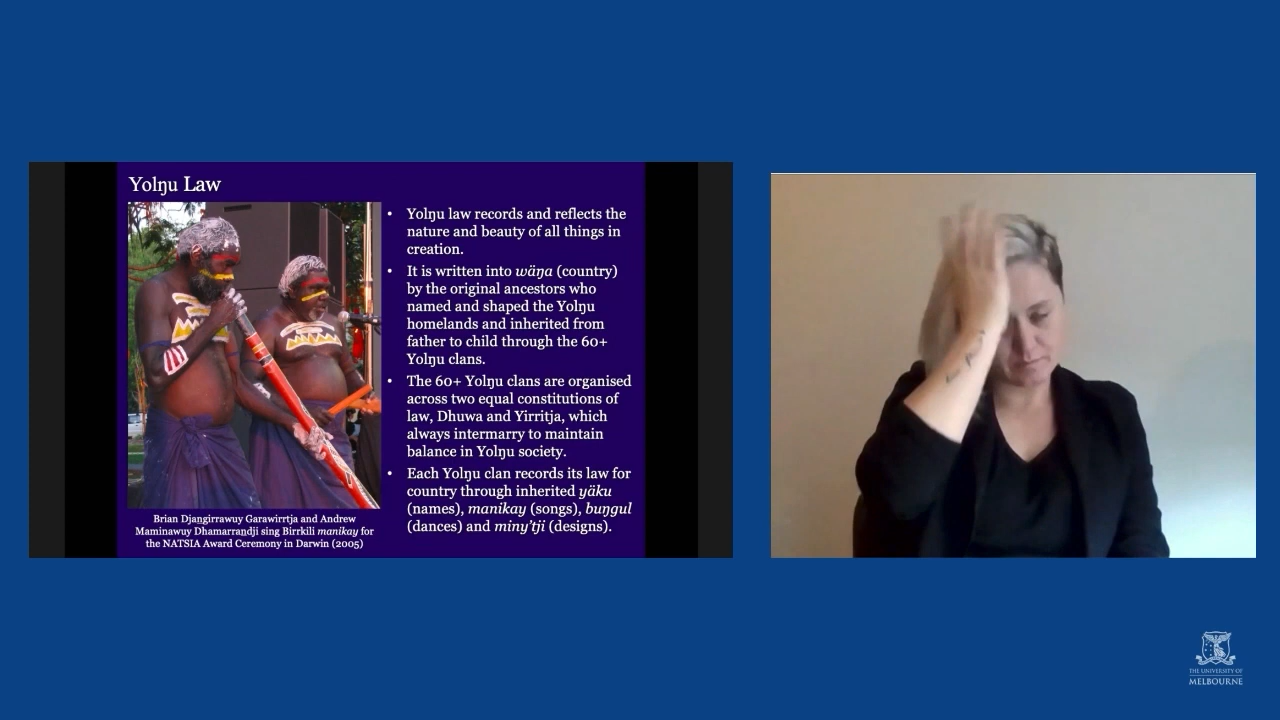 Yolŋu Law
• Yolŋu law records and reflects the
nature and beauty of all things in
creation.
• It is written into wäŋa (country)
by the original ancestors who
named and shaped the Yolŋu
homelands and inherited from
father to child through the 60+
Yolŋu clans.
• The 60+ Yolŋu clans are organised
across two equal constitutions of
law, Dhuwa and Yirritja, which
always intermarry to maintain
balance in Yolŋu society.
• Each Yolŋu clan records its law for
country through inherited yäku
(names), manikay (songs), buŋgul
(dances) and miny'tji (designs).
Brian Djaŋgirrawuy Garawirrtja and Andrew
Maminawuy Dhamarranḏji sing Birrkili manikay for
the NATSIA Award Ceremony in Darwin (2005)
THE UNIVERSITY OF
MELBOURNE